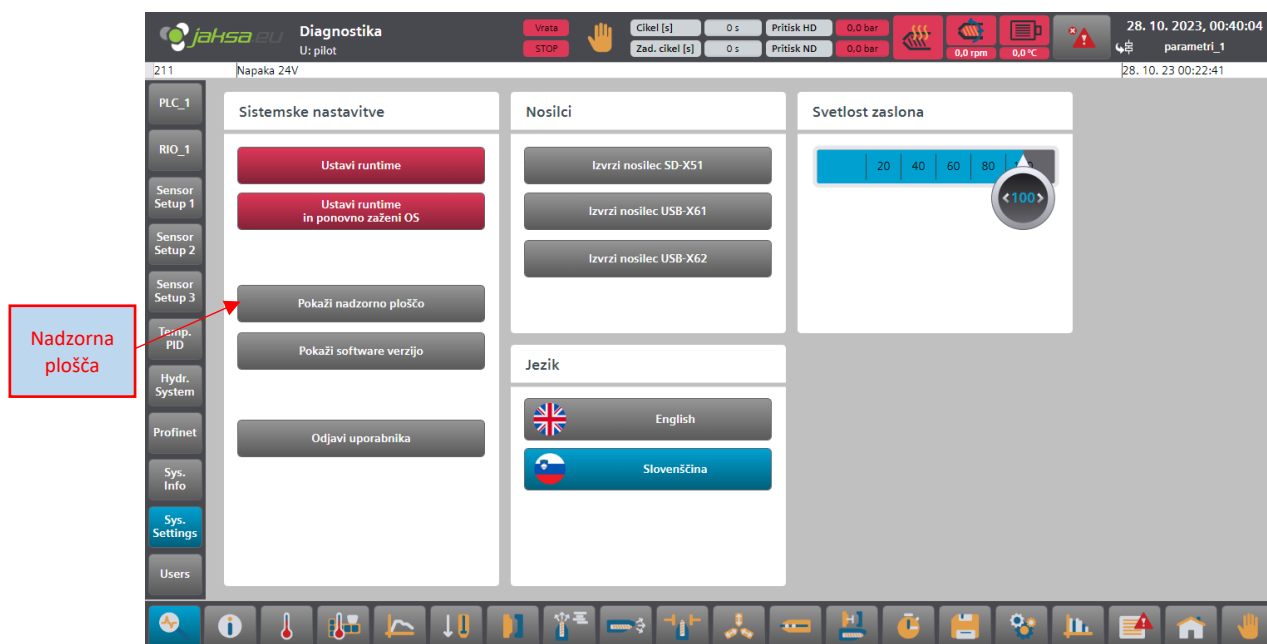 jaksa.eu
Diagnostika
U: pilot
Vrata
STOP
Cikel [s]
0 s
Zad. cikel [s]
0 s
Pritisk HD
0,0 bar
Pritisk ND
0,0 bar
0,0 rpm
0,0 °C
28. 10. 2023, 00:40:04
parametri_1
211
Napaka 24V
28. 10. 23 00:22:41
PLC_1
RIO_1
Sensor
Setup 1
Sensor
Setup 2
Sensor
Setup 3
Temp.
PID
Hydr.
System
Profinet
Sys.
Info
Sys.
Settings
Users
Nadzorna
plošča
Sistemske nastavitve
Ustavi runtime
Ustavi runtime
in ponovno zaženi OS
Pokaži nadzorno ploščo
Pokaži software verzijo
Odjavi uporabnika
Nosilci
Izvrzi nosilec SD-X51
Izvrzi nosilec USB-X61
Izvrzi nosilec USB-X62
Jezik
English
Slovenščina
Svetlost zaslona
20 40 60 80
<100>